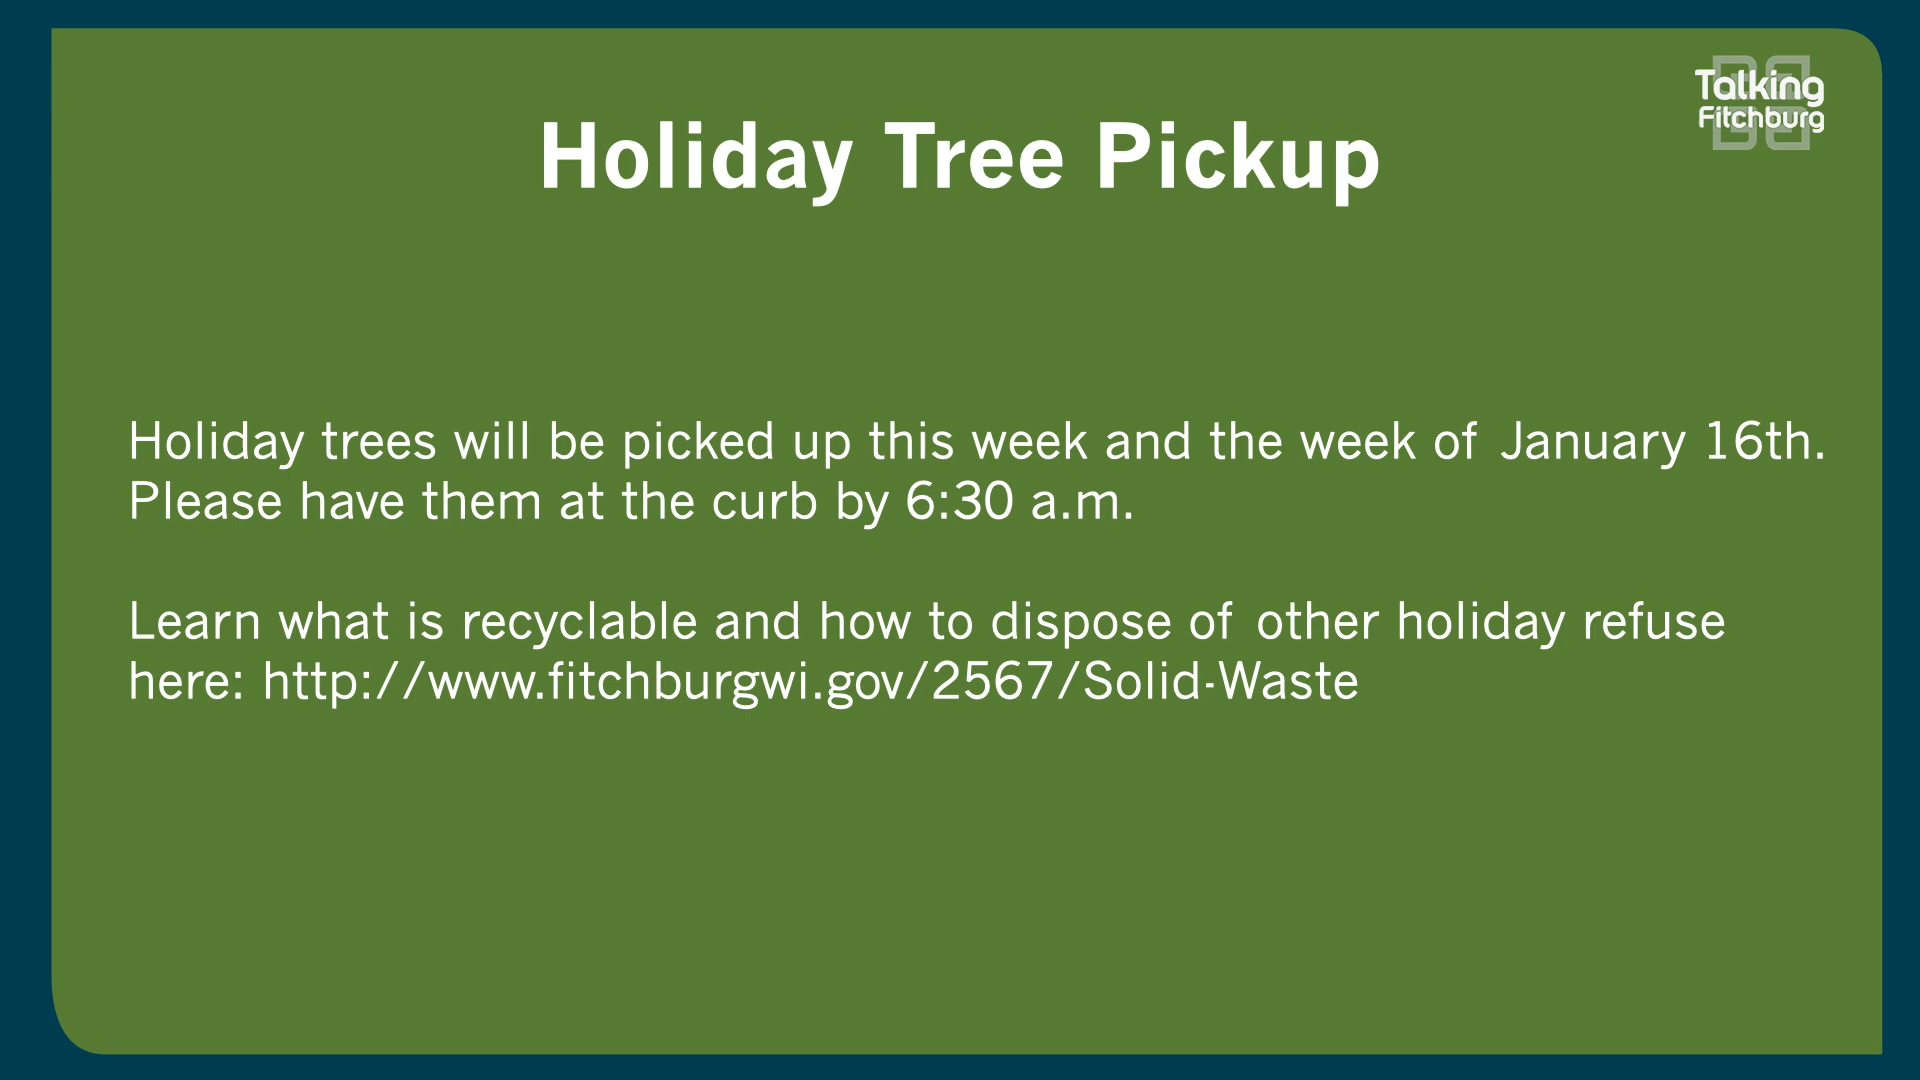 Talking
Fitchburg
Holiday Tree Pickup
Holiday trees will be picked up this week and the week of January 16th.
Please have them at the curb by 6:30 a.m.
Learn what is recyclable and how to dispose of other holiday refuse
here: http://www.fitchburgwi.gov/2567/Solid-Waste